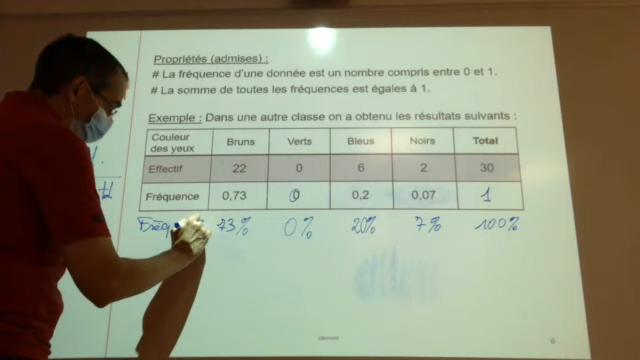 Propriétés (admises) :
# La fréquence d'une donnée est un nombre compris entre 0 et 1.
# La somme de toutes les fréquences est égales à 1.
Exemple : Dans une autre classe on a obtenu les résultats suivants :
Couleur des yeux Bruns Verts Bleus Noirs Total
Effectif 22 0 6 2 30
Fréquence 0,73 0 0,2 0,07 1
Fréq 73% 0% 20% 7% 100%
6